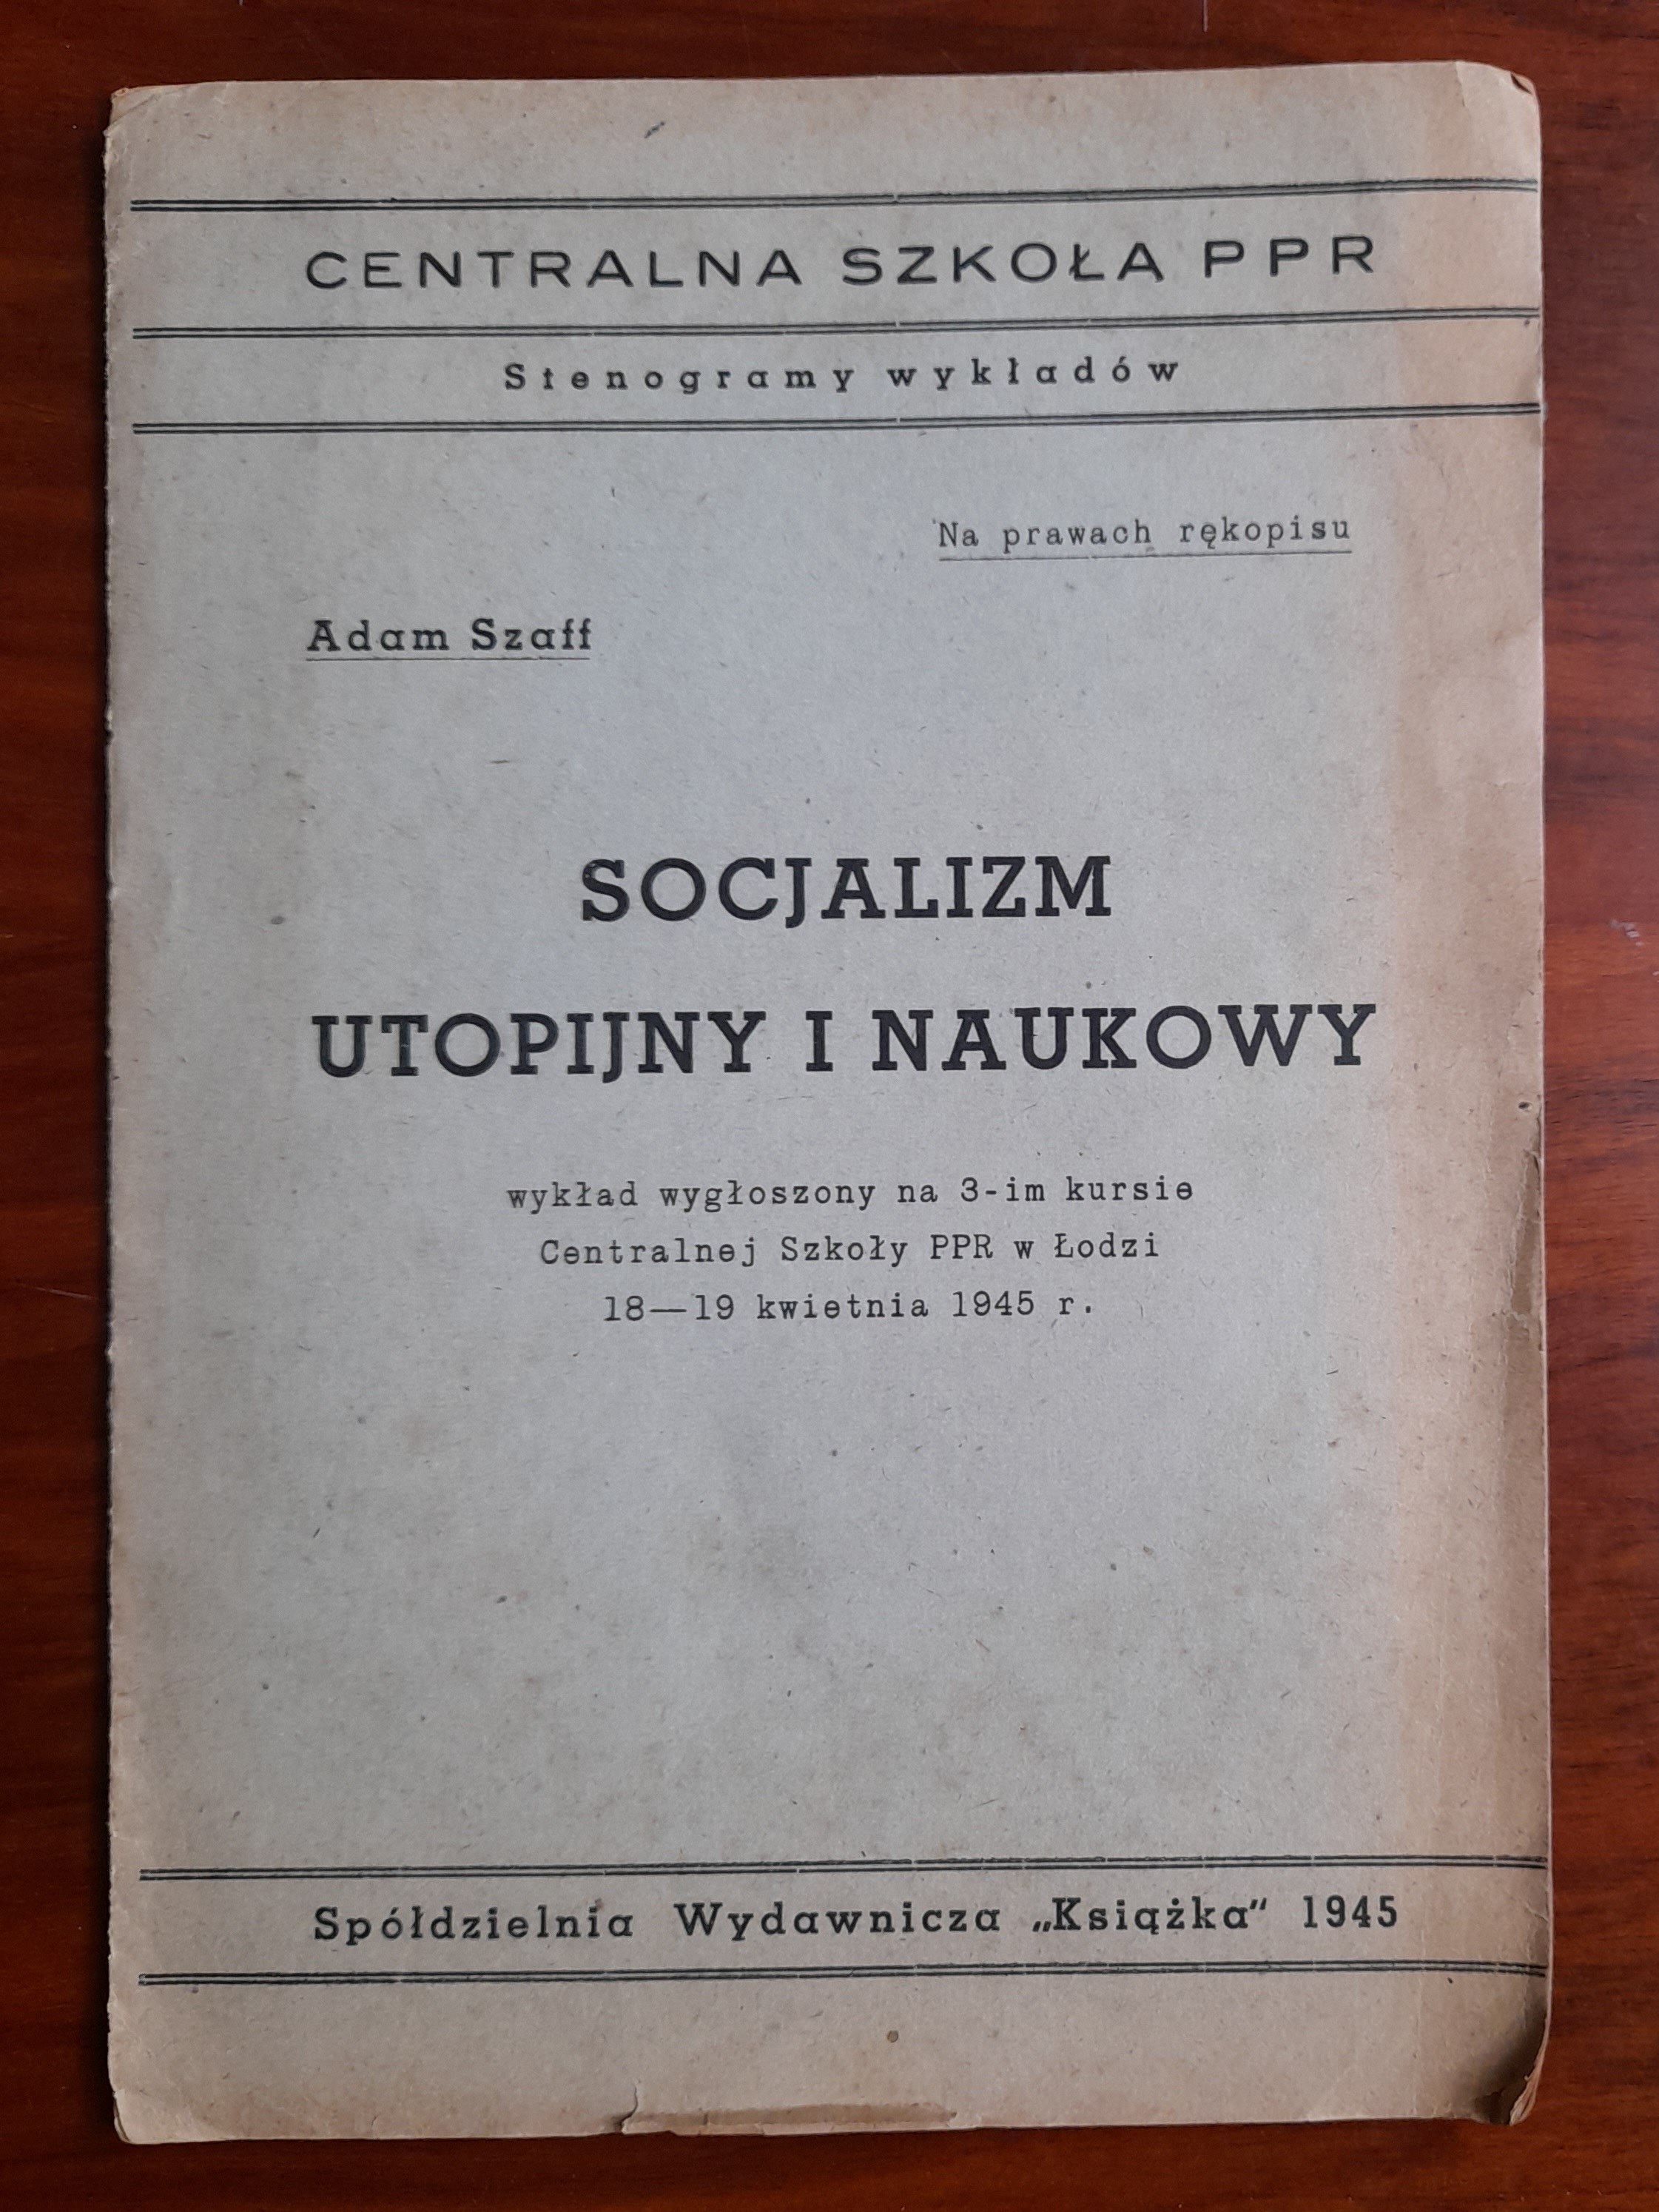 CENTRALNA SZKOŁA PPR
Stenogramy wykładów
Na prawach rękopisu
Adam Szaff
SOCJALIZM
UTOPIJNY I NAUKOWY
wykład wygłoszony na 3-im kursie
Centralnej Szkoły PPR w Łodzi
18—19 kwietnia 1945 r.
Spółdzielnia Wydawnicza „Książka" 1945